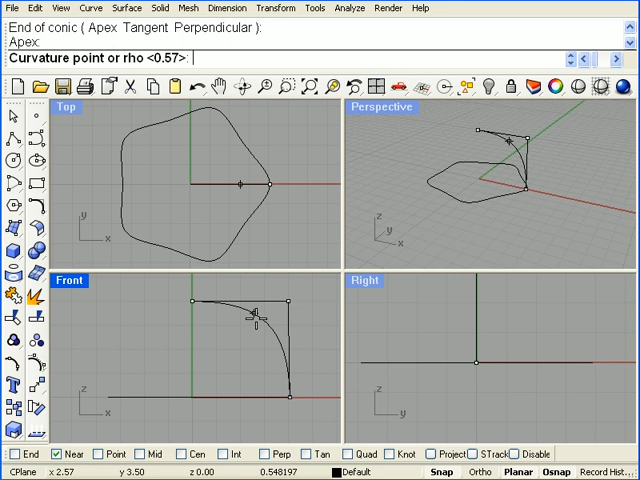 File Edit View Curve Surface Solid Mesh Dimension Transform Tools Analyze Render Help
End of conic ( Apex Tangent Perpendicular ):
Apex:
Curvature point or rho <0.57>:
Top
Perspective
y
x
z
y
x
Front
Right
z
x
z
y
End Near Point Mid Cen Int Perp Tan Quad Knot Project STrack Disable
CPlane x 2.57 y 3.50 z 0.00 0.548197 Default Snap Ortho Planar Osnap Record Hist...